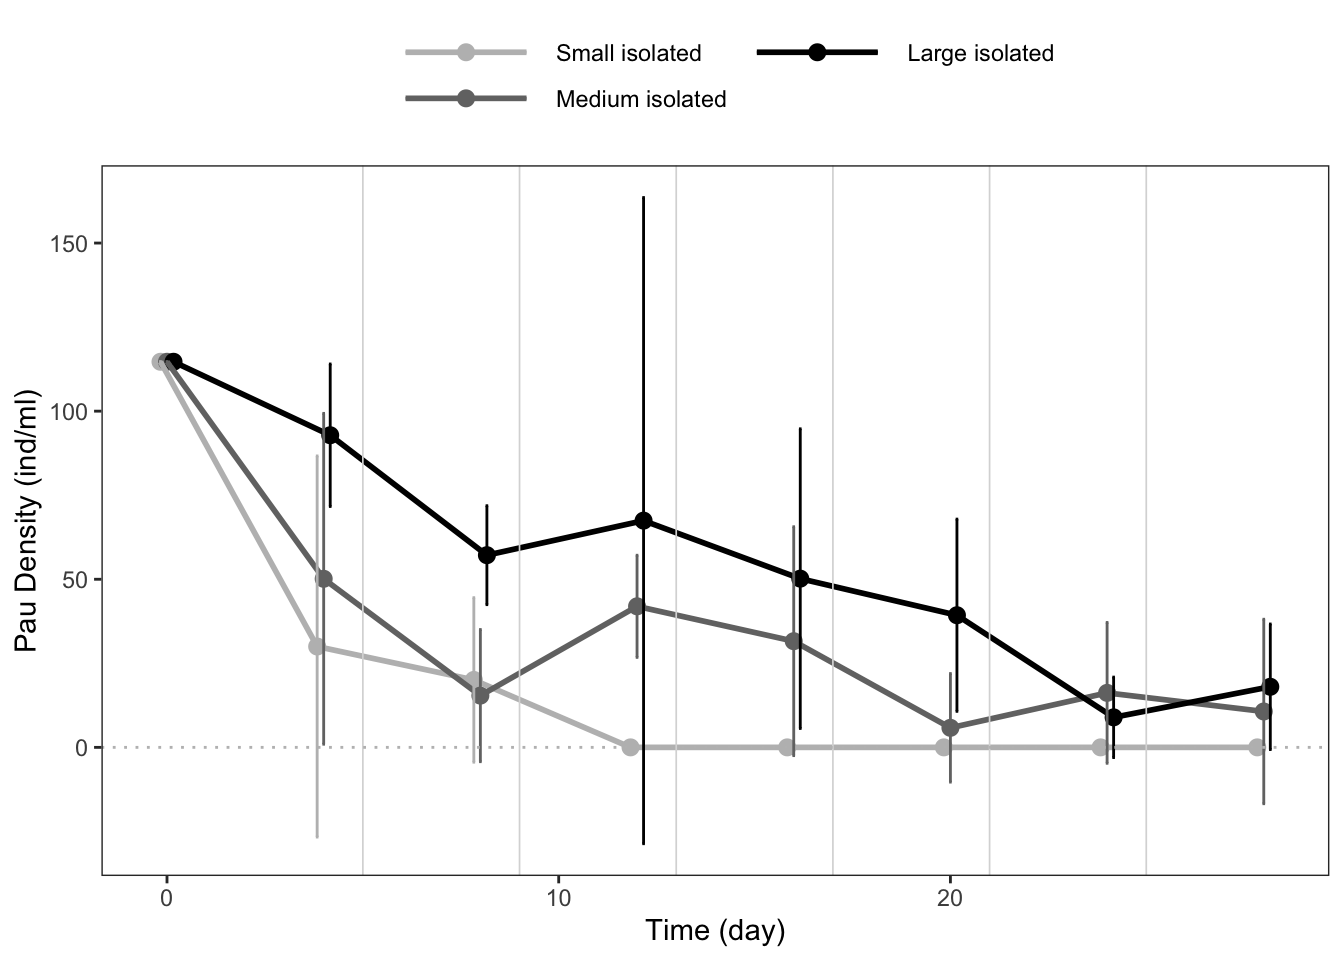 Small isolated
Large isolated
Medium isolated
150
100
50
0
Pau Density (ind/ml)
0
10
20
Time (day)